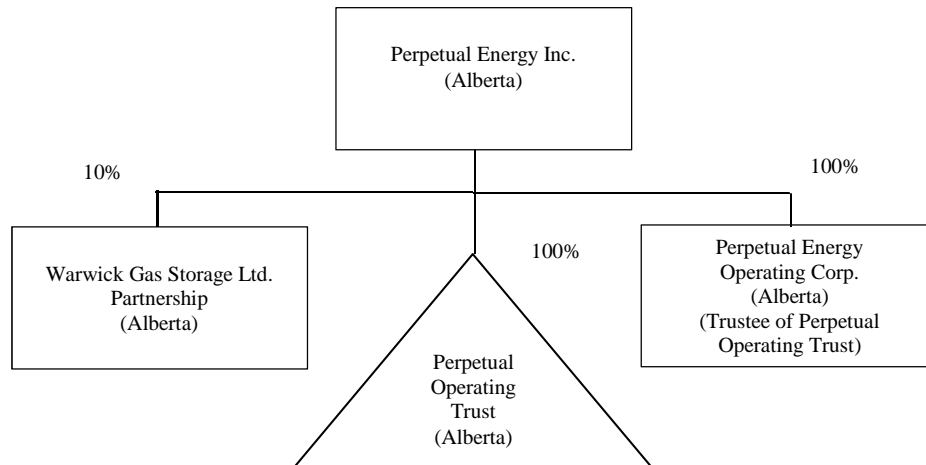 Perpetual Energy Inc.
(Alberta)
10%
100%
Warwick Gas Storage Ltd.
Partnership
(Alberta)
100%
Perpetual Energy
Operating Corp.
(Alberta)
(Trustee of Perpetual
Operating Trust)
Perpetual
Operating
Trust
(Alberta)